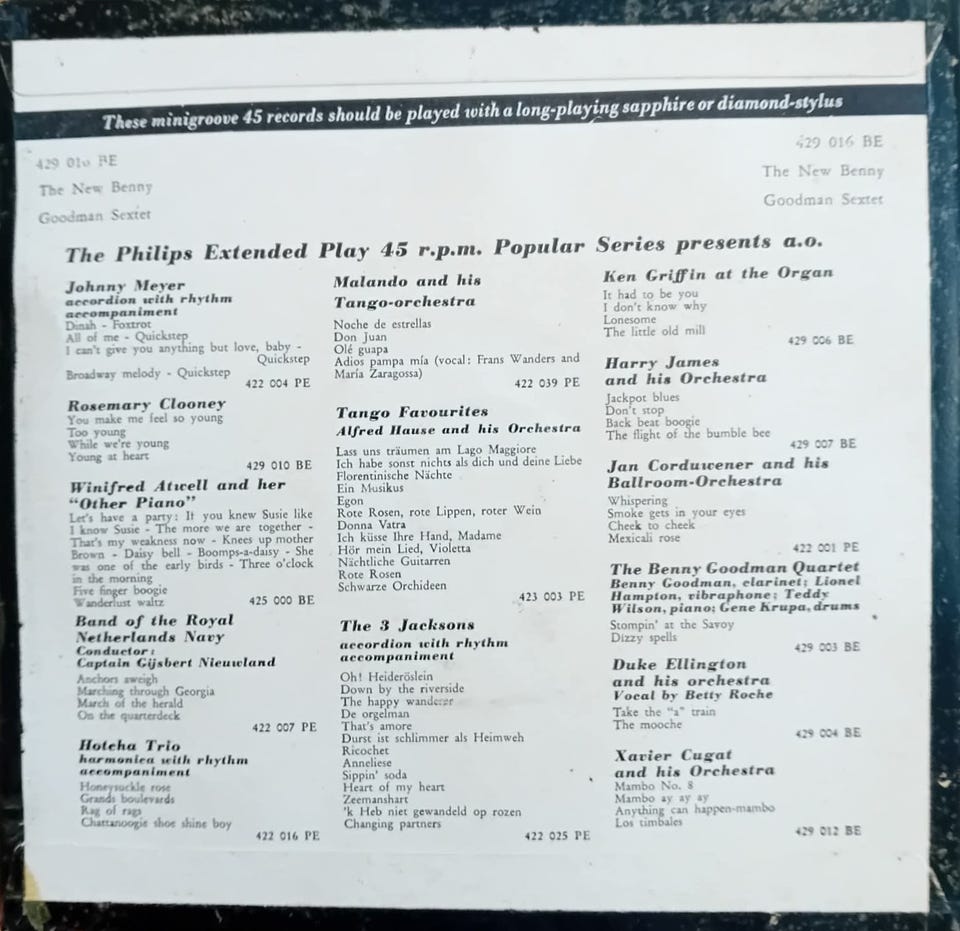 These minigroove 45 records should be played with a long-playing sapphire or diamond-stylus
429 016 BE
The New Benny
Goodman Sextet
429 016 BE
The New Benny
Goodman Sextet
The Philips Extended Play 45 r.p.m. Popular Series presents a.o.
Johnny Meyer
accordion with rhythm
accompaniment
Dinah - Foxtrot
All of me - Quickstep
I can't give you anything but love, baby -
Quickstep
Broadway melody - Quickstep
422 004 PE
Rosemary Clooney
You make me feel so young
Too young
While we're young
Young at heart
429 010 BE
Winifred Atwell and her
"Other Piano"
Let's have a party: If you knew Susie like
I know Susie - The more we are together -
That's my weakness now - Knees up mother
Brown - Daisy bell - Boomps-a-daisy - She
was one of the early birds - Three o'clock
in the morning
Five finger boogie
Wanderlust waltz
425 000 BE
Band of the Royal
Netherlands Navy
Conductor:
Captain Gijsbert Nieuwland
Anchors aweigh
Marching through Georgia
March of the herald
On the quarterdeck
422 007 PE
Hotcha Trio
harmonica with rhythm
accompaniment
Honeysuckle rose
Grands boulevards
Rag of rags
Chattanoogie shoe shine boy
422 016 PE
Malando and his
Tango-orchestra
Noche de estrellas
Don Juan
Olé guapa
Adios pampa mía (vocal: Frans Wanders and
María Zaragossa)
422 039 PE
Tango Favourites
Alfred Hause and his Orchestra
Lass uns träumen am Lago Maggiore
Ich habe sonst nichts als dich und deine Liebe
Florentinische Nächte
Ein Musikus
Egon
Rote Rosen, rote Lippen, roter Wein
Donna Vatra
Ich küsse Ihre Hand, Madame
Hör mein Lied, Violetta
Nächtliche Guitarren
Rote Rosen
Schwarze Orchideen
423 003 PE
The 3 Jacksons
accordion with rhythm
accompaniment
Oh! Heideröslein
Down by the riverside
The happy wanderer
De orgelman
That's amore
Durst ist schlimmer als Heimweh
Ricochet
Anneliese
Sippin' soda
Heart of my heart
Zeemanshart
'k Heb niet gewandeld op rozen
Changing partners
422 025 PE
Ken Griffin at the Organ
It had to be you
I don't know why
Lonesome
The little old mill
429 006 BE
Harry James
and his Orchestra
Jackpot blues
Don't stop
Back beat boogie
The flight of the bumble bee
429 007 BE
Jan Corduwener and his
Ballroom-Orchestra
Whispering
Smoke gets in your eyes
Cheek to cheek
Mexicali rose
422 001 PE
The Benny Goodman Quartet
Benny Goodman, clarinet; Lionel
Hampton, vibraphone; Teddy
Wilson, piano; Gene Krupa, drums
Stompin' at the Savoy
Dizzy spells
429 003 BE
Duke Ellington
and his orchestra
Vocal by Betty Roche
Take the "a" train
The mooche
429 004 BE
Xavier Cugat
and his Orchestra
Mambo No. 8
Mambo ay ay ay
Anything can happen-mambo
Los timbales
429 012 BE